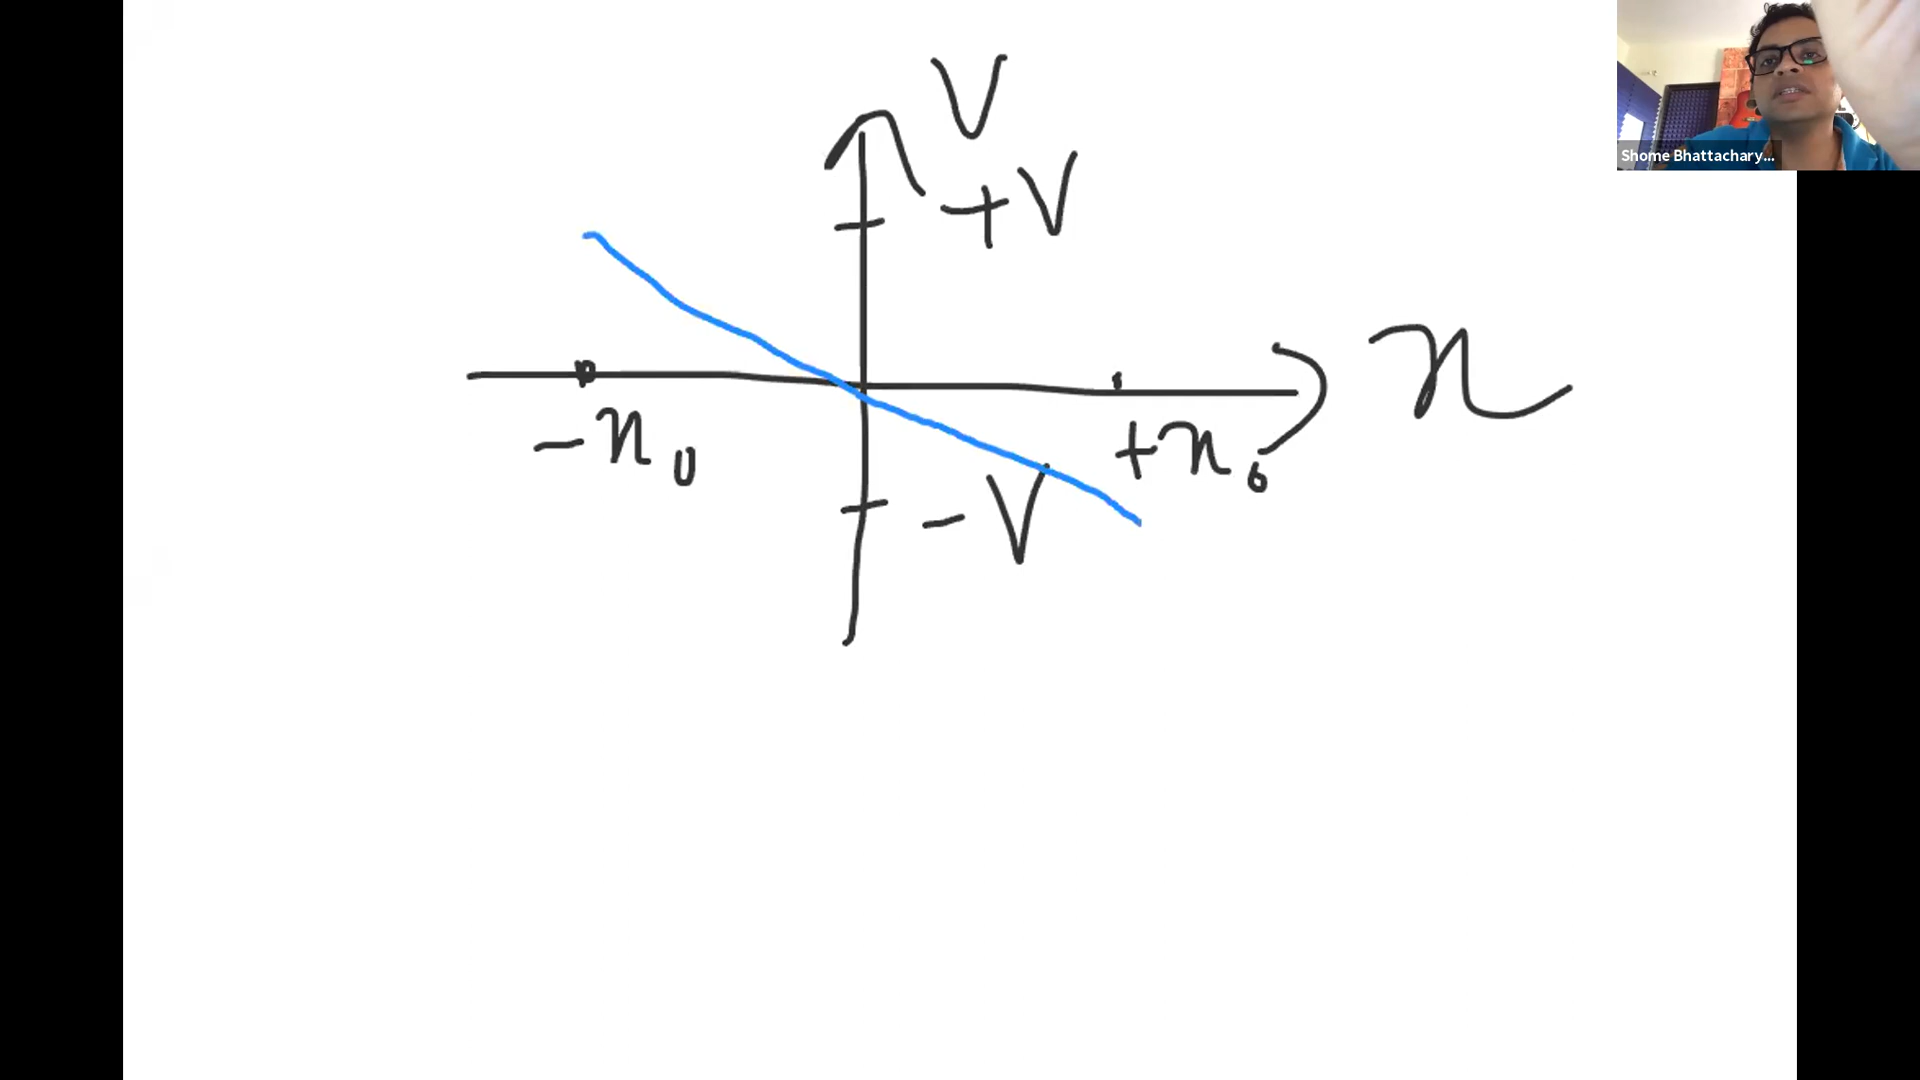 V
+V
Shome Bhattachary...
x
-x₀
+x₀
-V